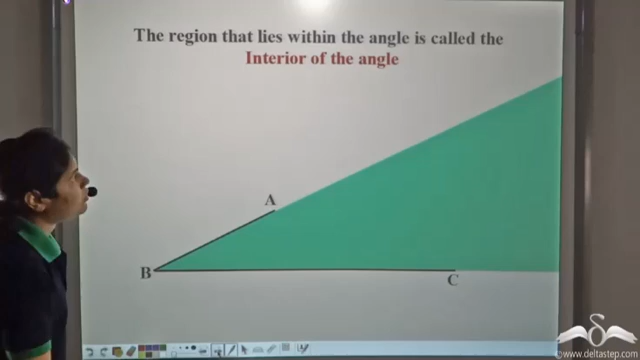 The region that lies within the angle is called the
Interior of the angle
A
B
C
©www.deltastep.com